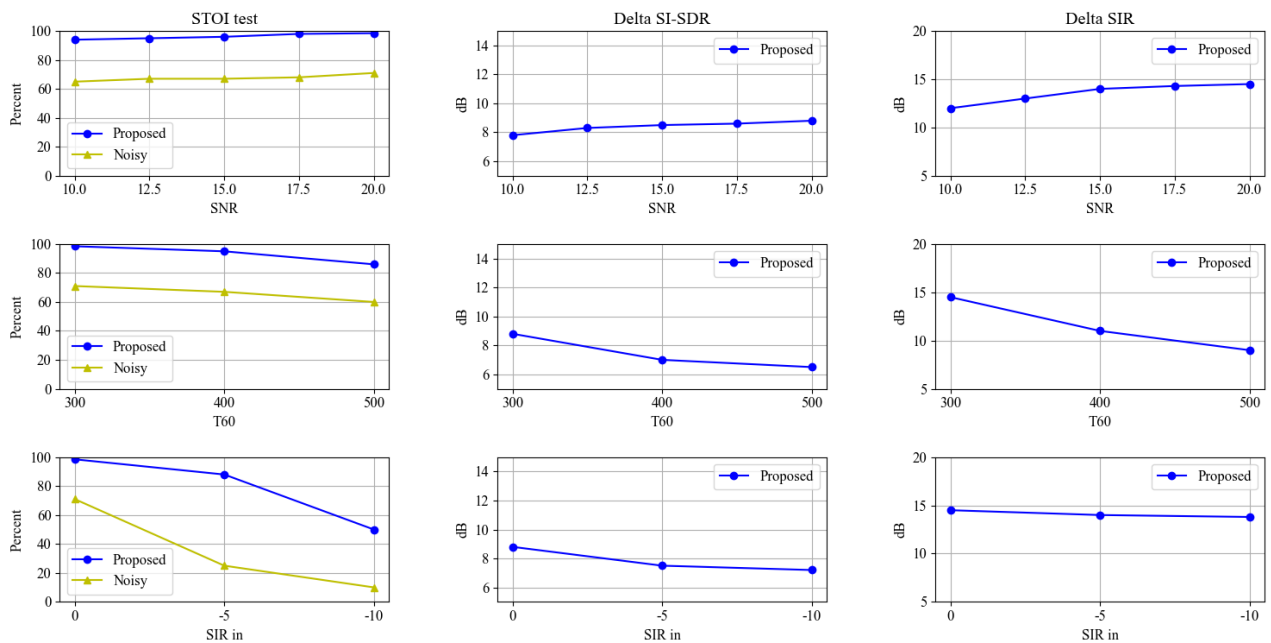 STOI test
Delta SI-SDR
Delta SIR
100
80
60
40
20
0
Percent
Proposed
Noisy
10.0 12.5 15.0 17.5 20.0
SNR
14
12
10
8
6
dB
Proposed
10.0 12.5 15.0 17.5 20.0
SNR
20
15
10
5
dB
Proposed
10.0 12.5 15.0 17.5 20.0
SNR
100
80
60
40
20
0
Percent
Proposed
Noisy
300 400 500
T60
14
12
10
8
6
dB
Proposed
300 400 500
T60
20
15
10
5
dB
Proposed
300 400 500
T60
100
80
60
40
20
0
Percent
Proposed
Noisy
0 -5 -10
SIR in
14
12
10
8
6
dB
Proposed
0 -5 -10
SIR in
20
15
10
5
dB
Proposed
0 -5 -10
SIR in